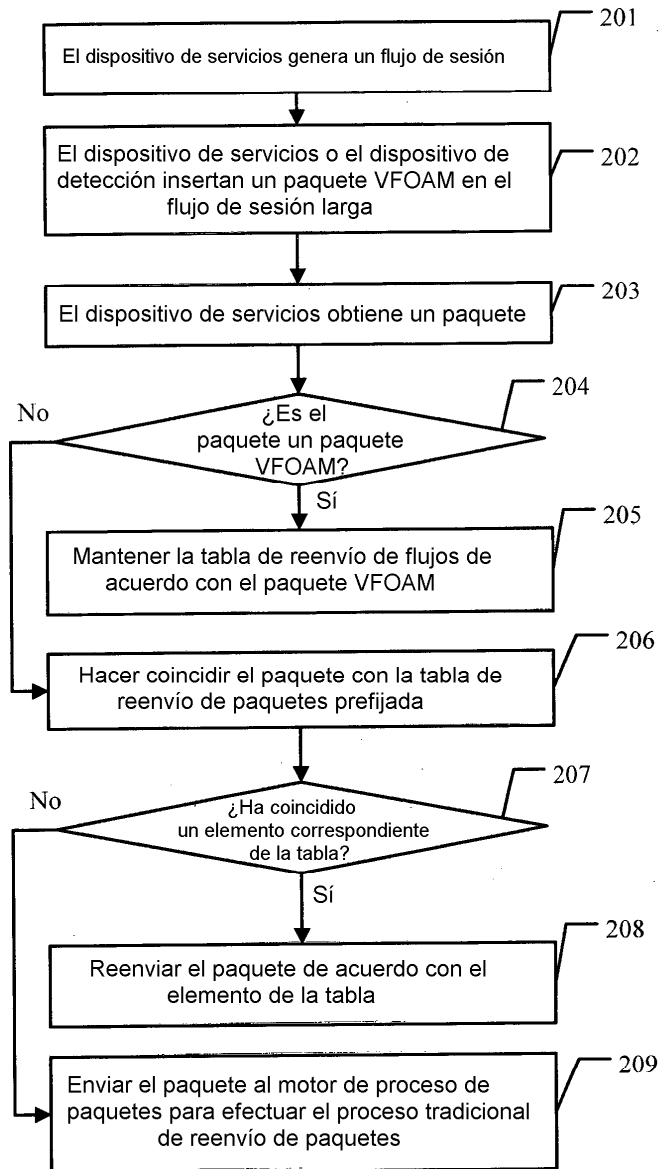 201
El dispositivo de servicios genera un flujo de sesión
202
El dispositivo de servicios o el dispositivo de
detección insertan un paquete VFOAM en el
flujo de sesión larga
203
El dispositivo de servicios obtiene un paquete
204
No
¿Es el
paquete un paquete
VFOAM?
Sí
205
Mantener la tabla de reenvío de flujos de
acuerdo con el paquete VFOAM
206
Hacer coincidir el paquete con la tabla de
reenvío de paquetes prefijada
207
No
¿Ha coincidido
un elemento correspondiente
de la tabla?
Sí
208
Reenviar el paquete de acuerdo con el
elemento de la tabla
209
Enviar el paquete al motor de proceso de
paquetes para efectuar el proceso tradicional
de reenvío de paquetes